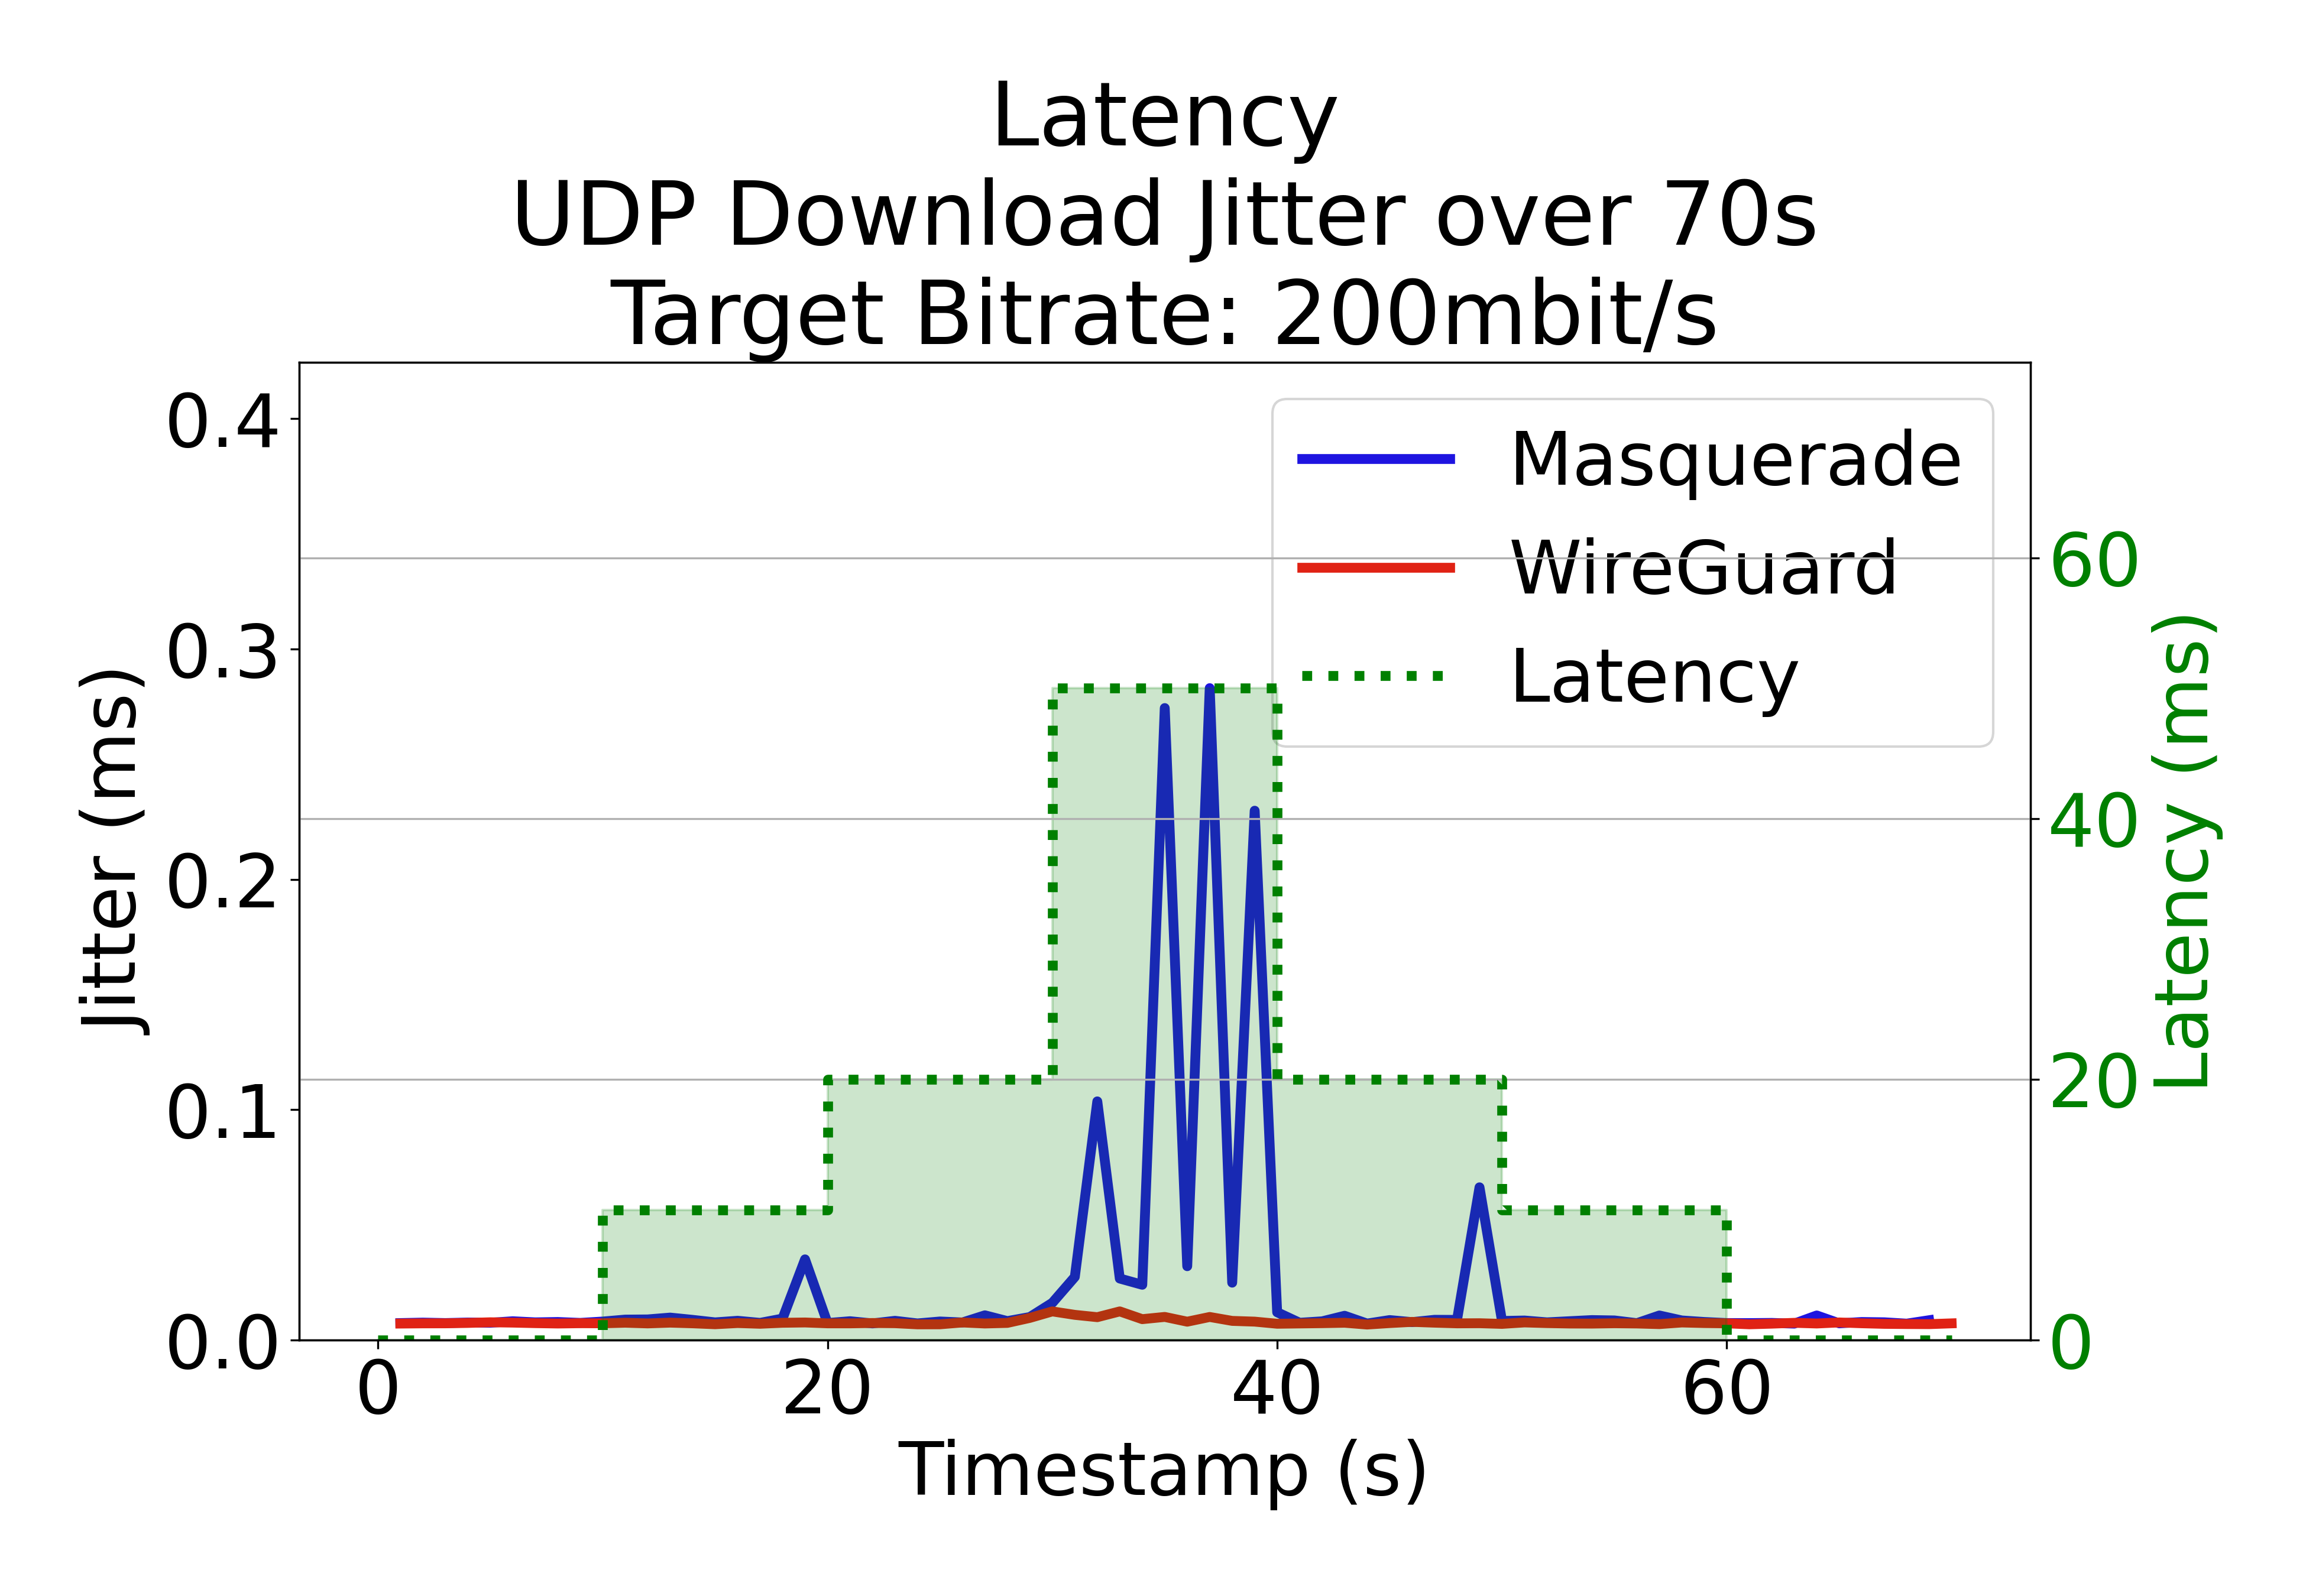 Latency
UDP Download Jitter over 70s
Target Bitrate: 200mbit/s
0.4
0.3
0.2
0.1
0.0
Jitter (ms)
Masquerade
WireGuard
Latency
60
40
20
0
Latency (ms)
0 20 40 60
Timestamp (s)